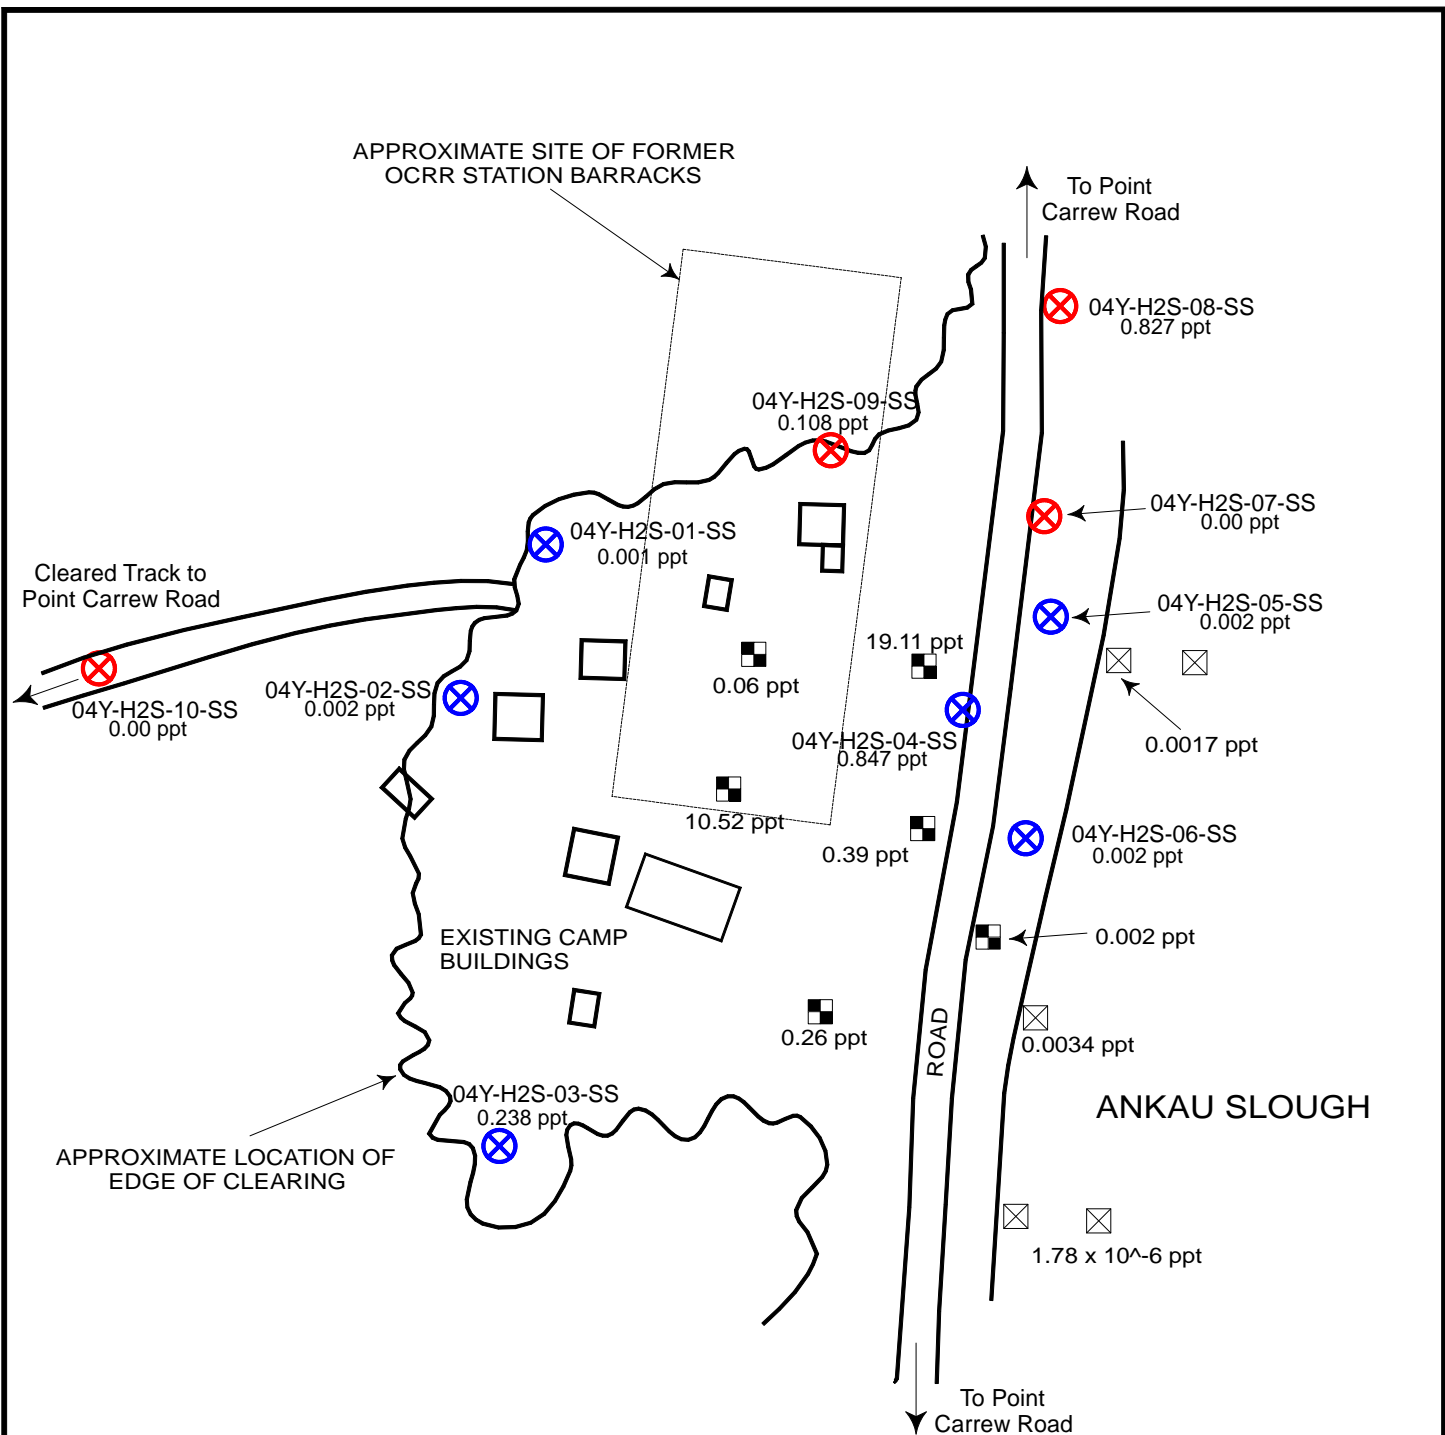 APPROXIMATE SITE OF FORMER
OCRR STATION BARRACKS
To Point
Carrew Road
04Y-H2S-08-SS
0.827 ppt
04Y-H2S-09-SS
0.108 ppt
04Y-H2S-07-SS
0.00 ppt
04Y-H2S-01-SS
0.001 ppt
Cleared Track to
Point Carrew Road
04Y-H2S-05-SS
0.002 ppt
19.11 ppt
0.06 ppt
04Y-H2S-02-SS
0.002 ppt
04Y-H2S-10-SS
0.00 ppt
04Y-H2S-04-SS
0.847 ppt
0.0017 ppt
10.52 ppt
0.39 ppt
04Y-H2S-06-SS
0.002 ppt
EXISTING CAMP
BUILDINGS
0.002 ppt
0.26 ppt
ROAD
0.0034 ppt
04Y-H2S-03-SS
0.238 ppt
ANKAU SLOUGH
APPROXIMATE LOCATION OF
EDGE OF CLEARING
1.78 x 10^-6 ppt
To Point
Carrew Road